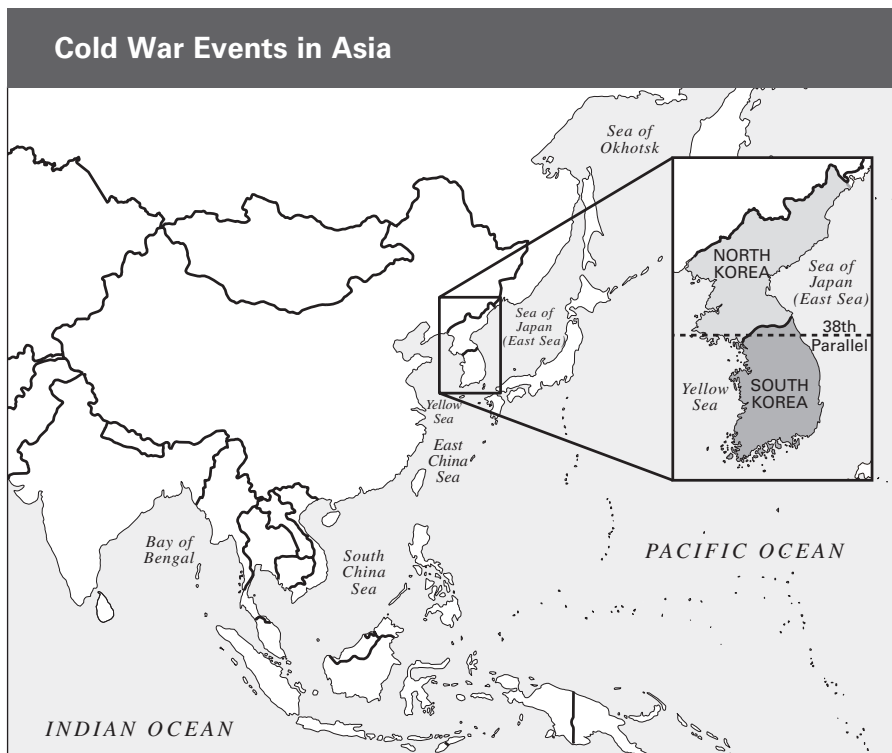 Cold War Events in Asia
Sea of
Okhotsk
NORTH
KOREA
Sea of
Japan
(East Sea)
38th
Parallel
Yellow
Sea
SOUTH
KOREA
Sea of
Japan
(East Sea)
Yellow
Sea
East
China
Sea
Bay of
Bengal
South
China
Sea
PACIFIC OCEAN
INDIAN OCEAN